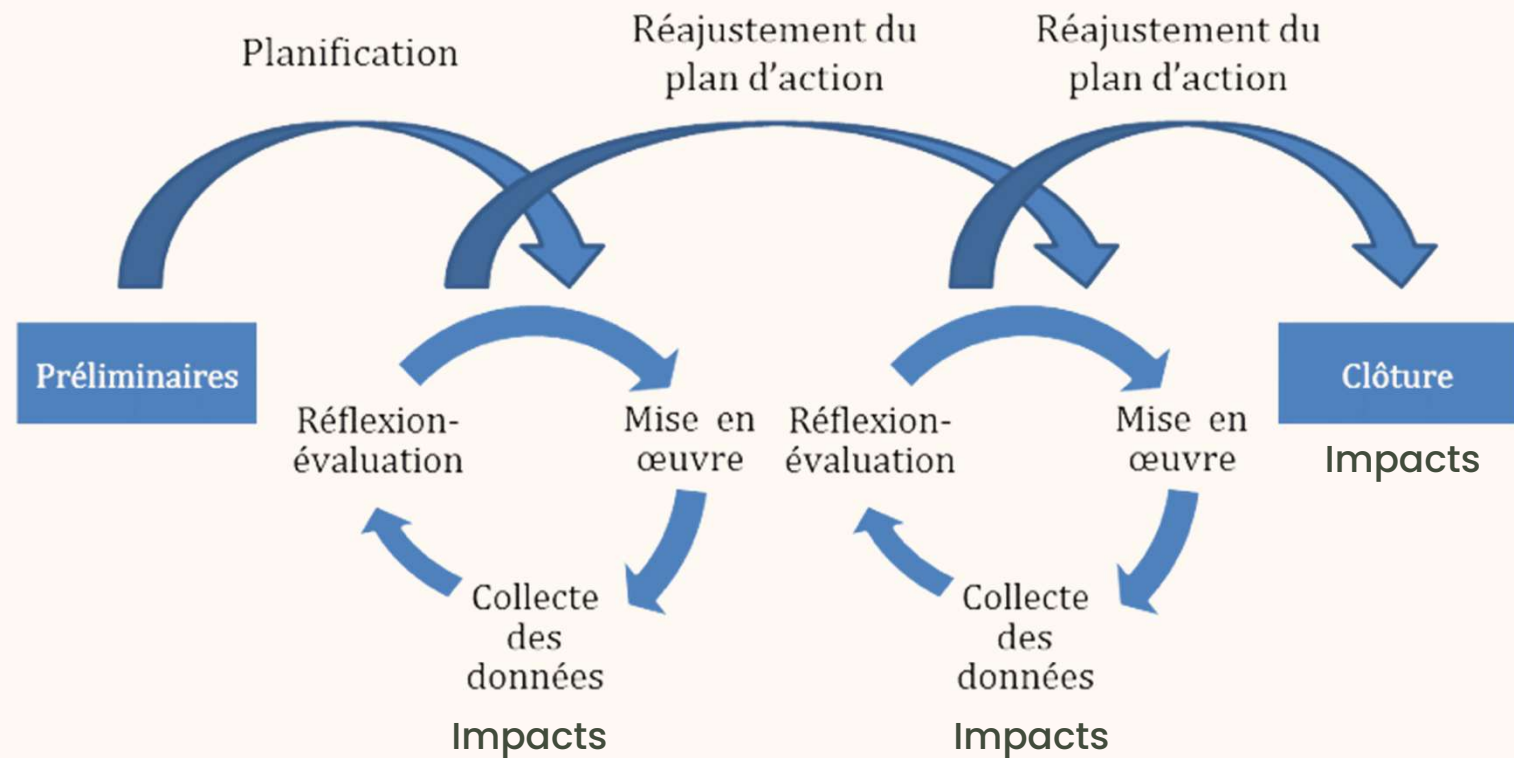 Planification
Réajustement du
plan d'action
Réajustement du
plan d'action
Préliminaires
Réflexion-
évaluation
Mise en
œuvre
Collecte
des
données
Impacts
Réflexion-
évaluation
Mise en
œuvre
Collecte
des
données
Impacts
Clôture
Impacts